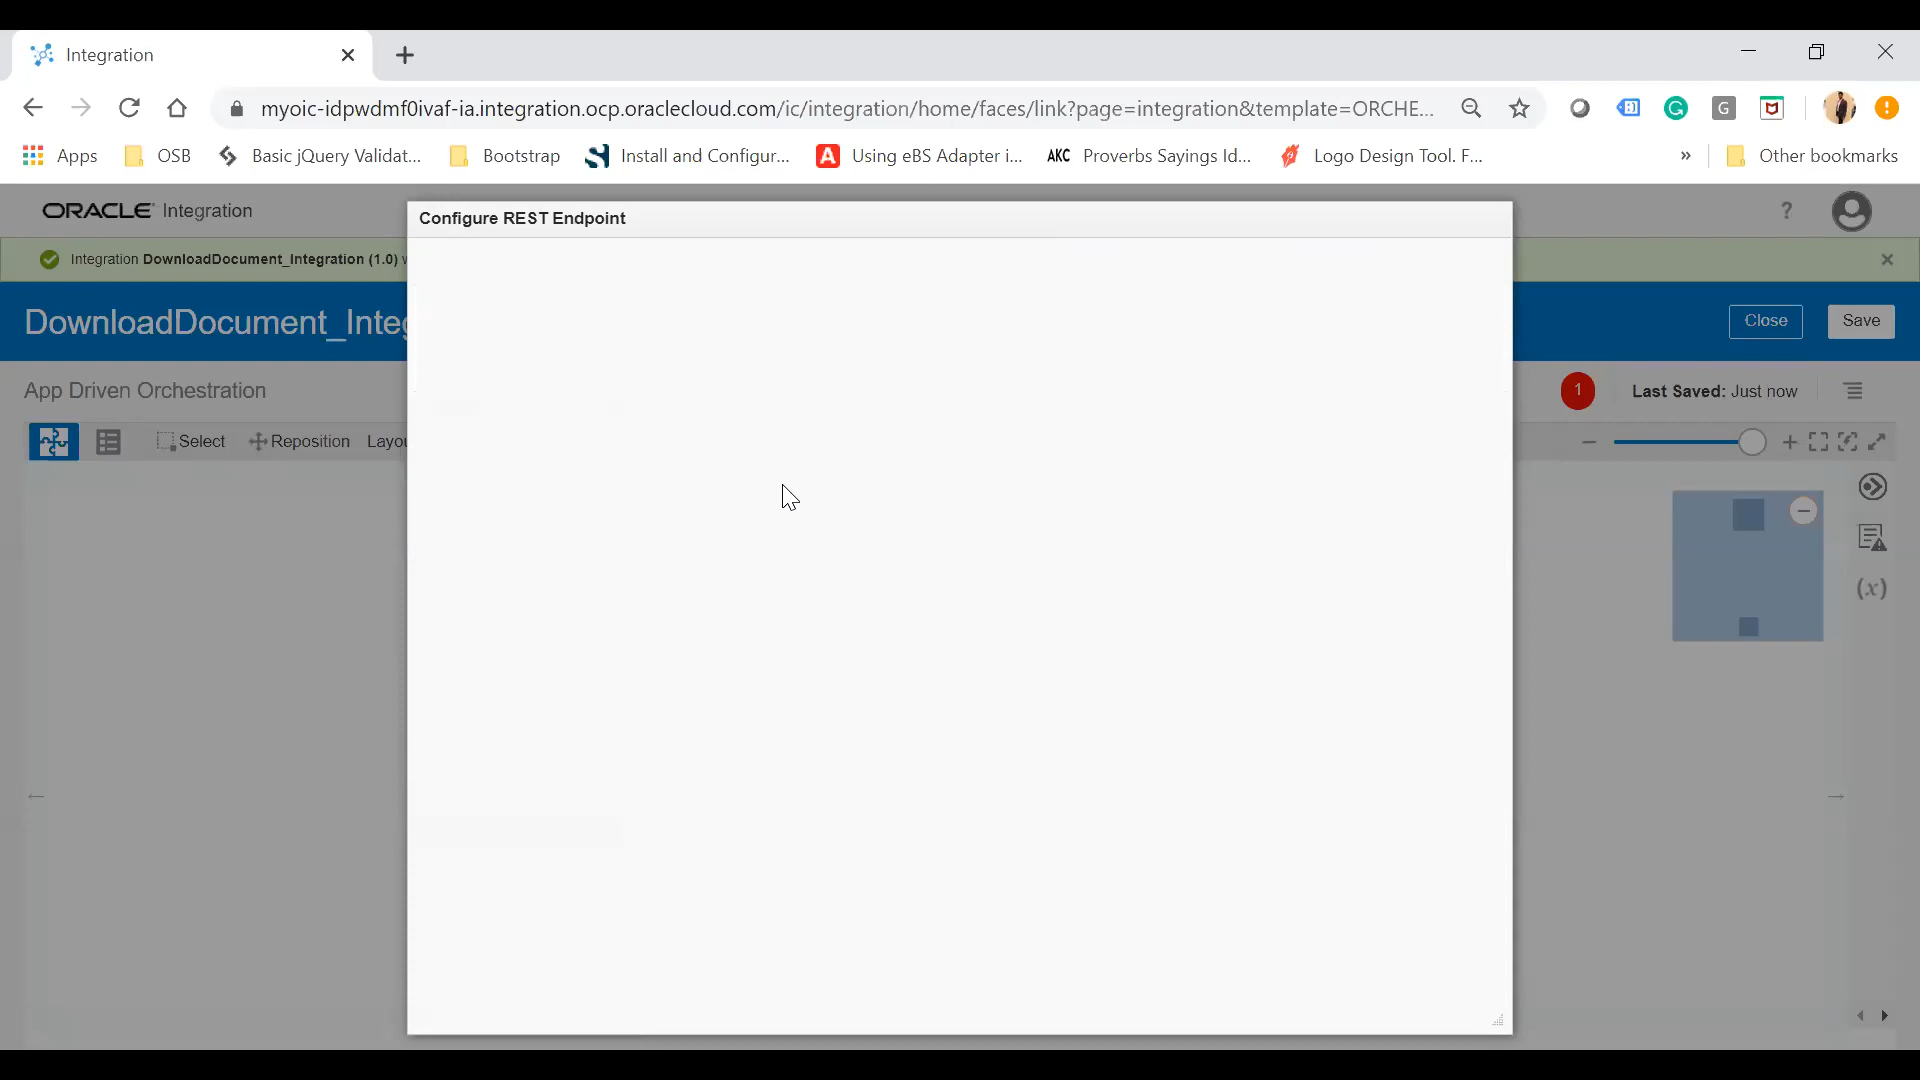 Integration
myoic-idpwdmf0ivaf-ia.integration.ocp.oraclecloud.com/ic/integration/home/faces/link?page=integration&template=ORCHE...
Apps OSB Basic jQuery Validat... Bootstrap Install and Configur... Using eBS Adapter i... AKC Proverbs Sayings Id... Logo Design Tool. F... » Other bookmarks
ORACLE Integration
Configure REST Endpoint
?
Integration DownloadDocument_Integration (1.0) w
DownloadDocument_Integ
Close Save
App Driven Orchestration
1 Last Saved: Just now
Select Reposition Layou
(x)